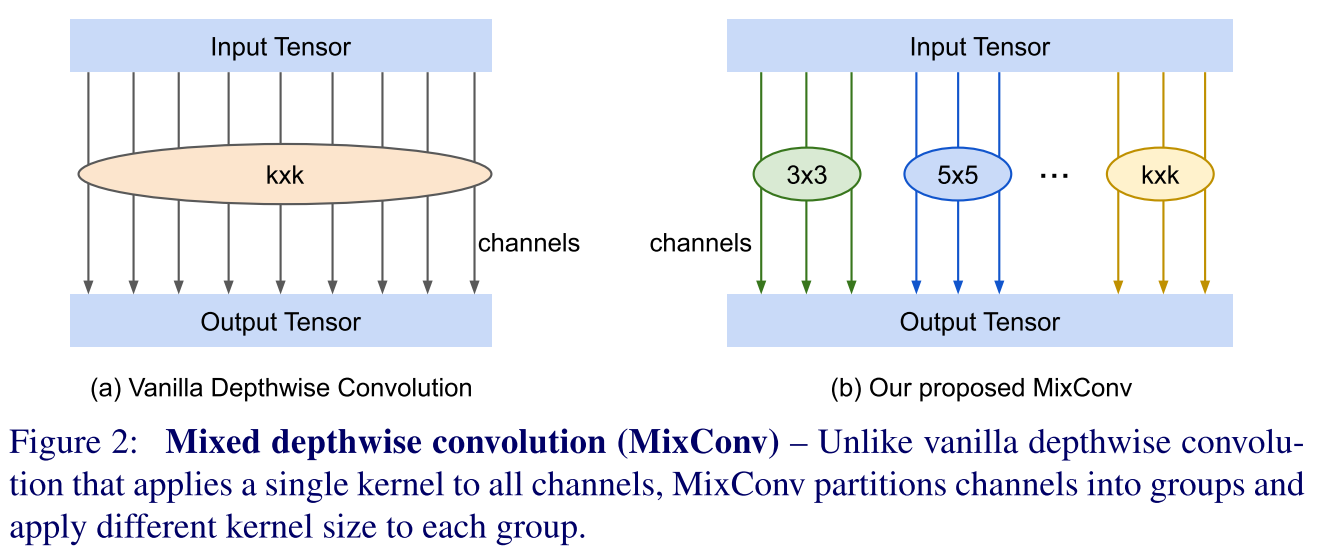 Input Tensor
kxk
channels
Output Tensor
(a) Vanilla Depthwise Convolution
Input Tensor
3x3 5x5 ... kxk
channels
Output Tensor
(b) Our proposed MixConv
Figure 2: Mixed depthwise convolution (MixConv) – Unlike vanilla depthwise convolu-
tion that applies a single kernel to all channels, MixConv partitions channels into groups and
apply different kernel size to each group.